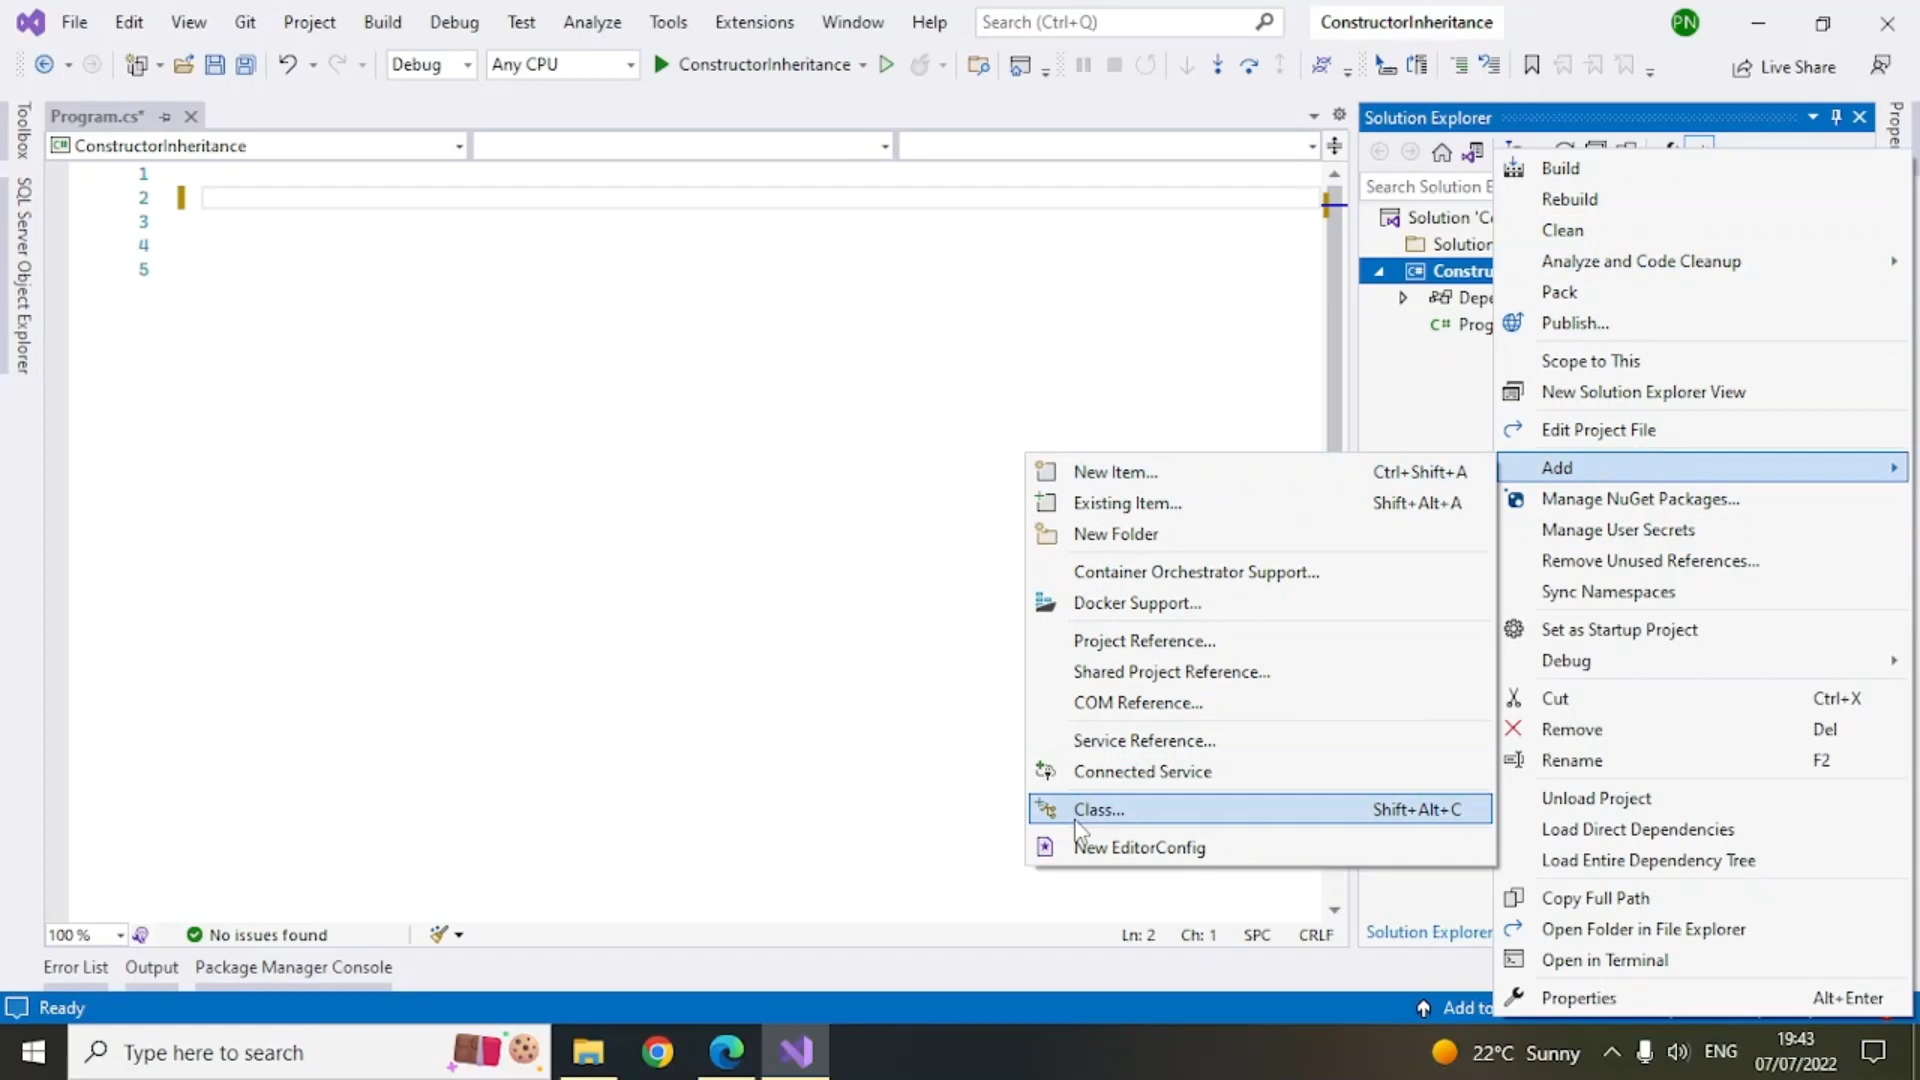 File Edit View Git Project Build Debug Test Analyze Tools Extensions Window Help Search (Ctrl+Q) ConstructorInheritance PN
Debug Any CPU ConstructorInheritance Live Share
Toolbox
SQL Server Object Explorer
Program.cs*
ConstructorInheritance
1
2
3
4
5
Solution Explorer
Search Solution E
Solution 'Co
Solution
Constru
Depe
Prog
Proper
Build
Rebuild
Clean
Analyze and Code Cleanup
Pack
Publish...
Scope to This
New Solution Explorer View
Edit Project File
Add
Manage NuGet Packages...
Manage User Secrets
Remove Unused References...
Sync Namespaces
Set as Startup Project
Debug
Cut Ctrl+X
Remove Del
Rename F2
Unload Project
Load Direct Dependencies
Load Entire Dependency Tree
Copy Full Path
Open Folder in File Explorer
Open in Terminal
Properties Alt+Enter
New Item... Ctrl+Shift+A
Existing Item... Shift+Alt+A
New Folder
Container Orchestrator Support...
Docker Support...
Project Reference...
Shared Project Reference...
COM Reference...
Service Reference...
Connected Service
Class... Shift+Alt+C
New EditorConfig
100 % No issues found Ln: 2 Ch: 1 SPC CRLF
Solution Explorer
Error List Output Package Manager Console
Ready Add to
Type here to search 22°C Sunny ENG 19:43
07/07/2022